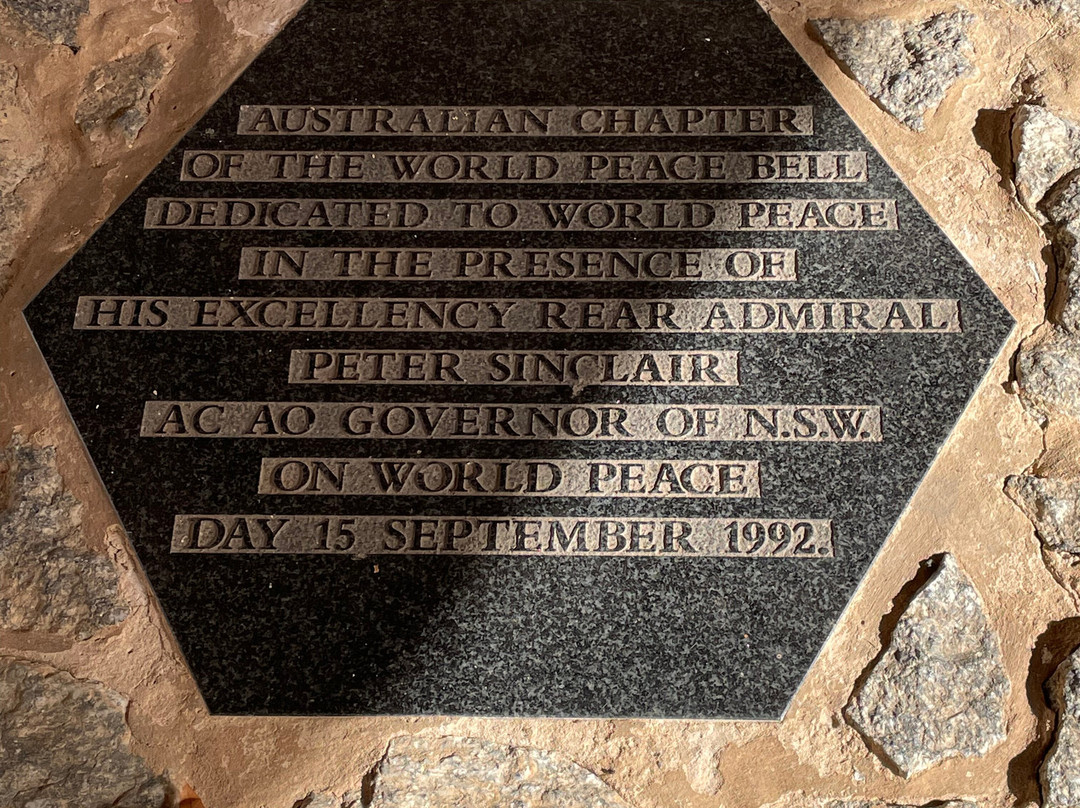 AUSTRALIAN CHAPTER
OF THE WORLD PEACE BELL
DEDICATED TO WORLD PEACE
IN THE PRESENCE OF
HIS EXCELLENCY REAR ADMIRAL
PETER SINCLAIR
AC AO GOVERNOR OF N.S.W.
ON WORLD PEACE
DAY 15 SEPTEMBER 1992.